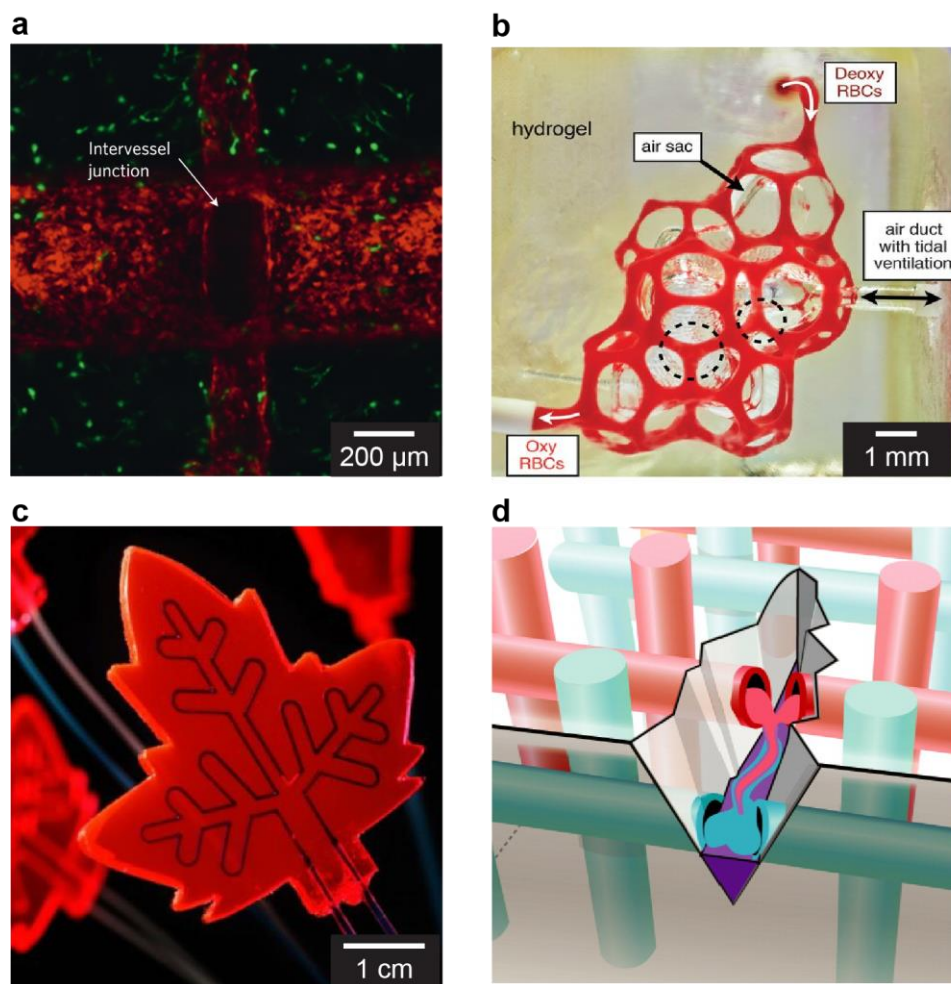 a
Intervessel
junction
200 μm
b
Deoxy
RBCs
hydrogel
air sac
air duct
with tidal
ventilation
Oxy
RBCs
1 mm
c
1 cm
d